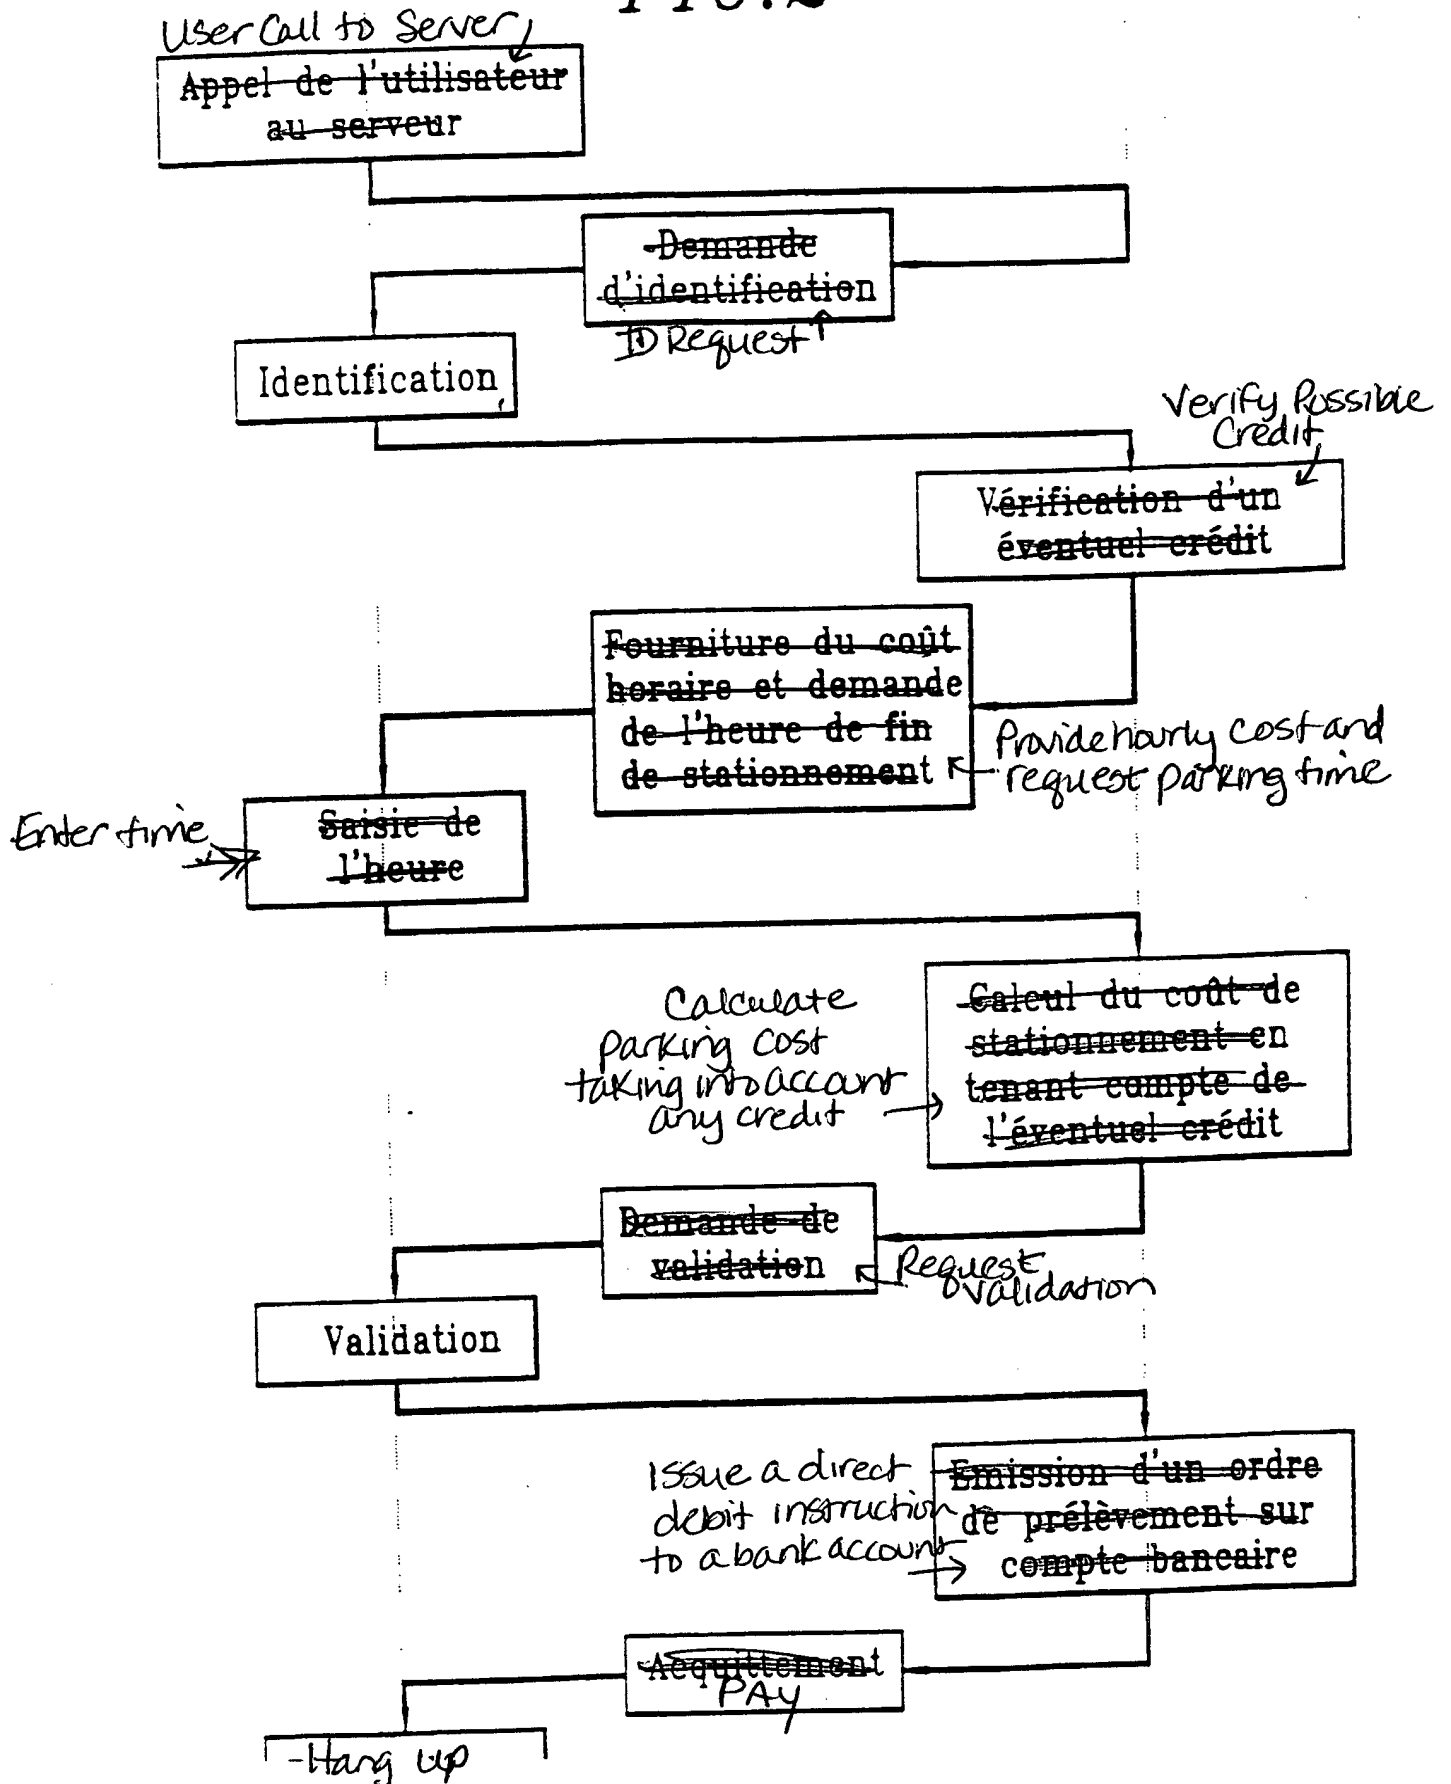 FIG.2
User Call to Server
Appel de l'utilisateur
au serveur
Demande
d'identification
ID Request
Identification
Verify Possible
Credit
Vérification d'un
éventuel crédit
Fourniture du coût
horaire et demande
de l'heure de fin
de stationnement
Provide hourly cost and
request parking time
Enter time
Saisie de
l'heure
Calculate
parking cost
taking into account
any credit
Calcul du coût de
stationnement en
tenant compte de
l'éventuel crédit
Demande de
validation
Request
validation
Validation
Issue a direct
debit instruction
to a bank account
Emission d'un ordre
de prélèvement sur
compte bancaire
Acquittement
PAY
-Hang up